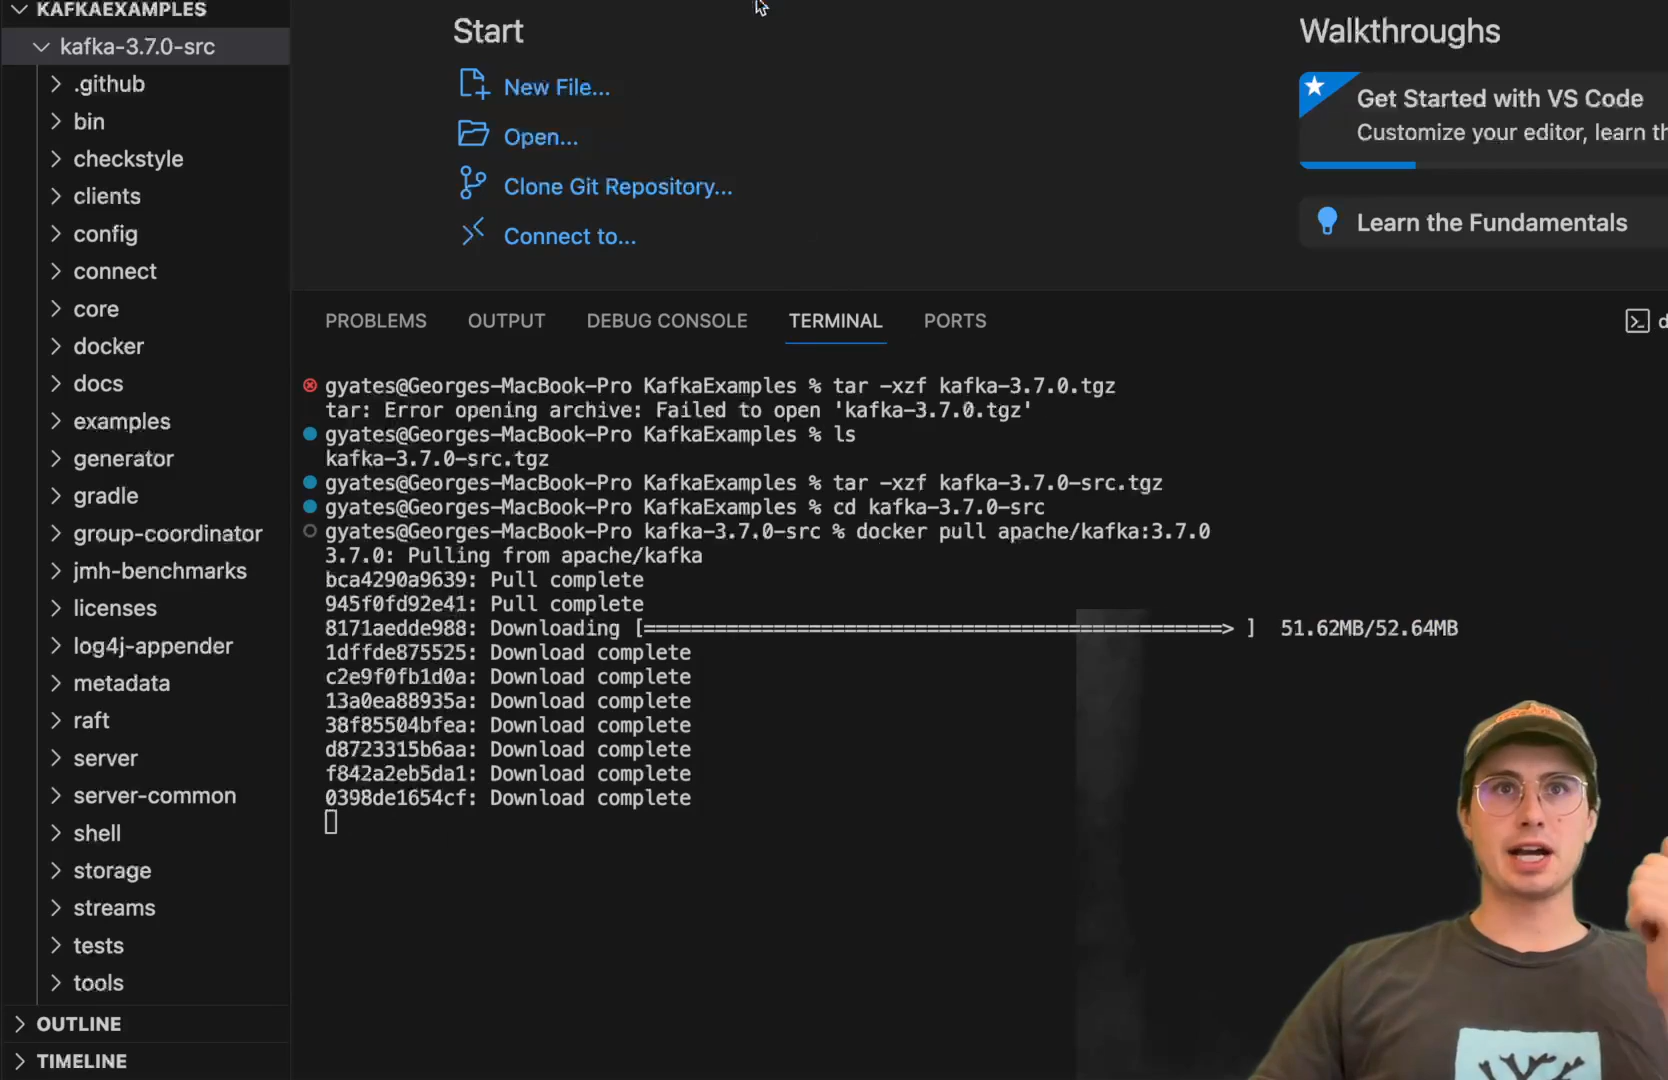 KAFKAEXAMPLES
kafka-3.7.0-src
.github
bin
checkstyle
clients
config
connect
core
docker
docs
examples
generator
gradle
group-coordinator
jmh-benchmarks
licenses
log4j-appender
metadata
raft
server
server-common
shell
storage
streams
tests
tools
OUTLINE
TIMELINE
Start
New File...
Open...
Clone Git Repository...
Connect to...
Walkthroughs
Get Started with VS Code
Customize your editor, learn th
Learn the Fundamentals
PROBLEMS OUTPUT DEBUG CONSOLE TERMINAL PORTS
gyates@Georges-MacBook-Pro KafkaExamples % tar -xzf kafka-3.7.0.tgz
tar: Error opening archive: Failed to open 'kafka-3.7.0.tgz'
gyates@Georges-MacBook-Pro KafkaExamples % ls
kafka-3.7.0-src.tgz
gyates@Georges-MacBook-Pro KafkaExamples % tar -xzf kafka-3.7.0-src.tgz
gyates@Georges-MacBook-Pro KafkaExamples % cd kafka-3.7.0-src
gyates@Georges-MacBook-Pro kafka-3.7.0-src % docker pull apache/kafka:3.7.0
3.7.0: Pulling from apache/kafka
bca4290a9639: Pull complete
945f0fd92e41: Pull complete
8171aedde988: Downloading [=================================================> ] 51.62MB/52.64MB
1dffde875525: Download complete
c2e9f0fb1d0a: Download complete
13a0ea88935a: Download complete
38f85504bfea: Download complete
d8723315b6aa: Download complete
f842a2eb5da1: Download complete
0398de1654cf: Download complete